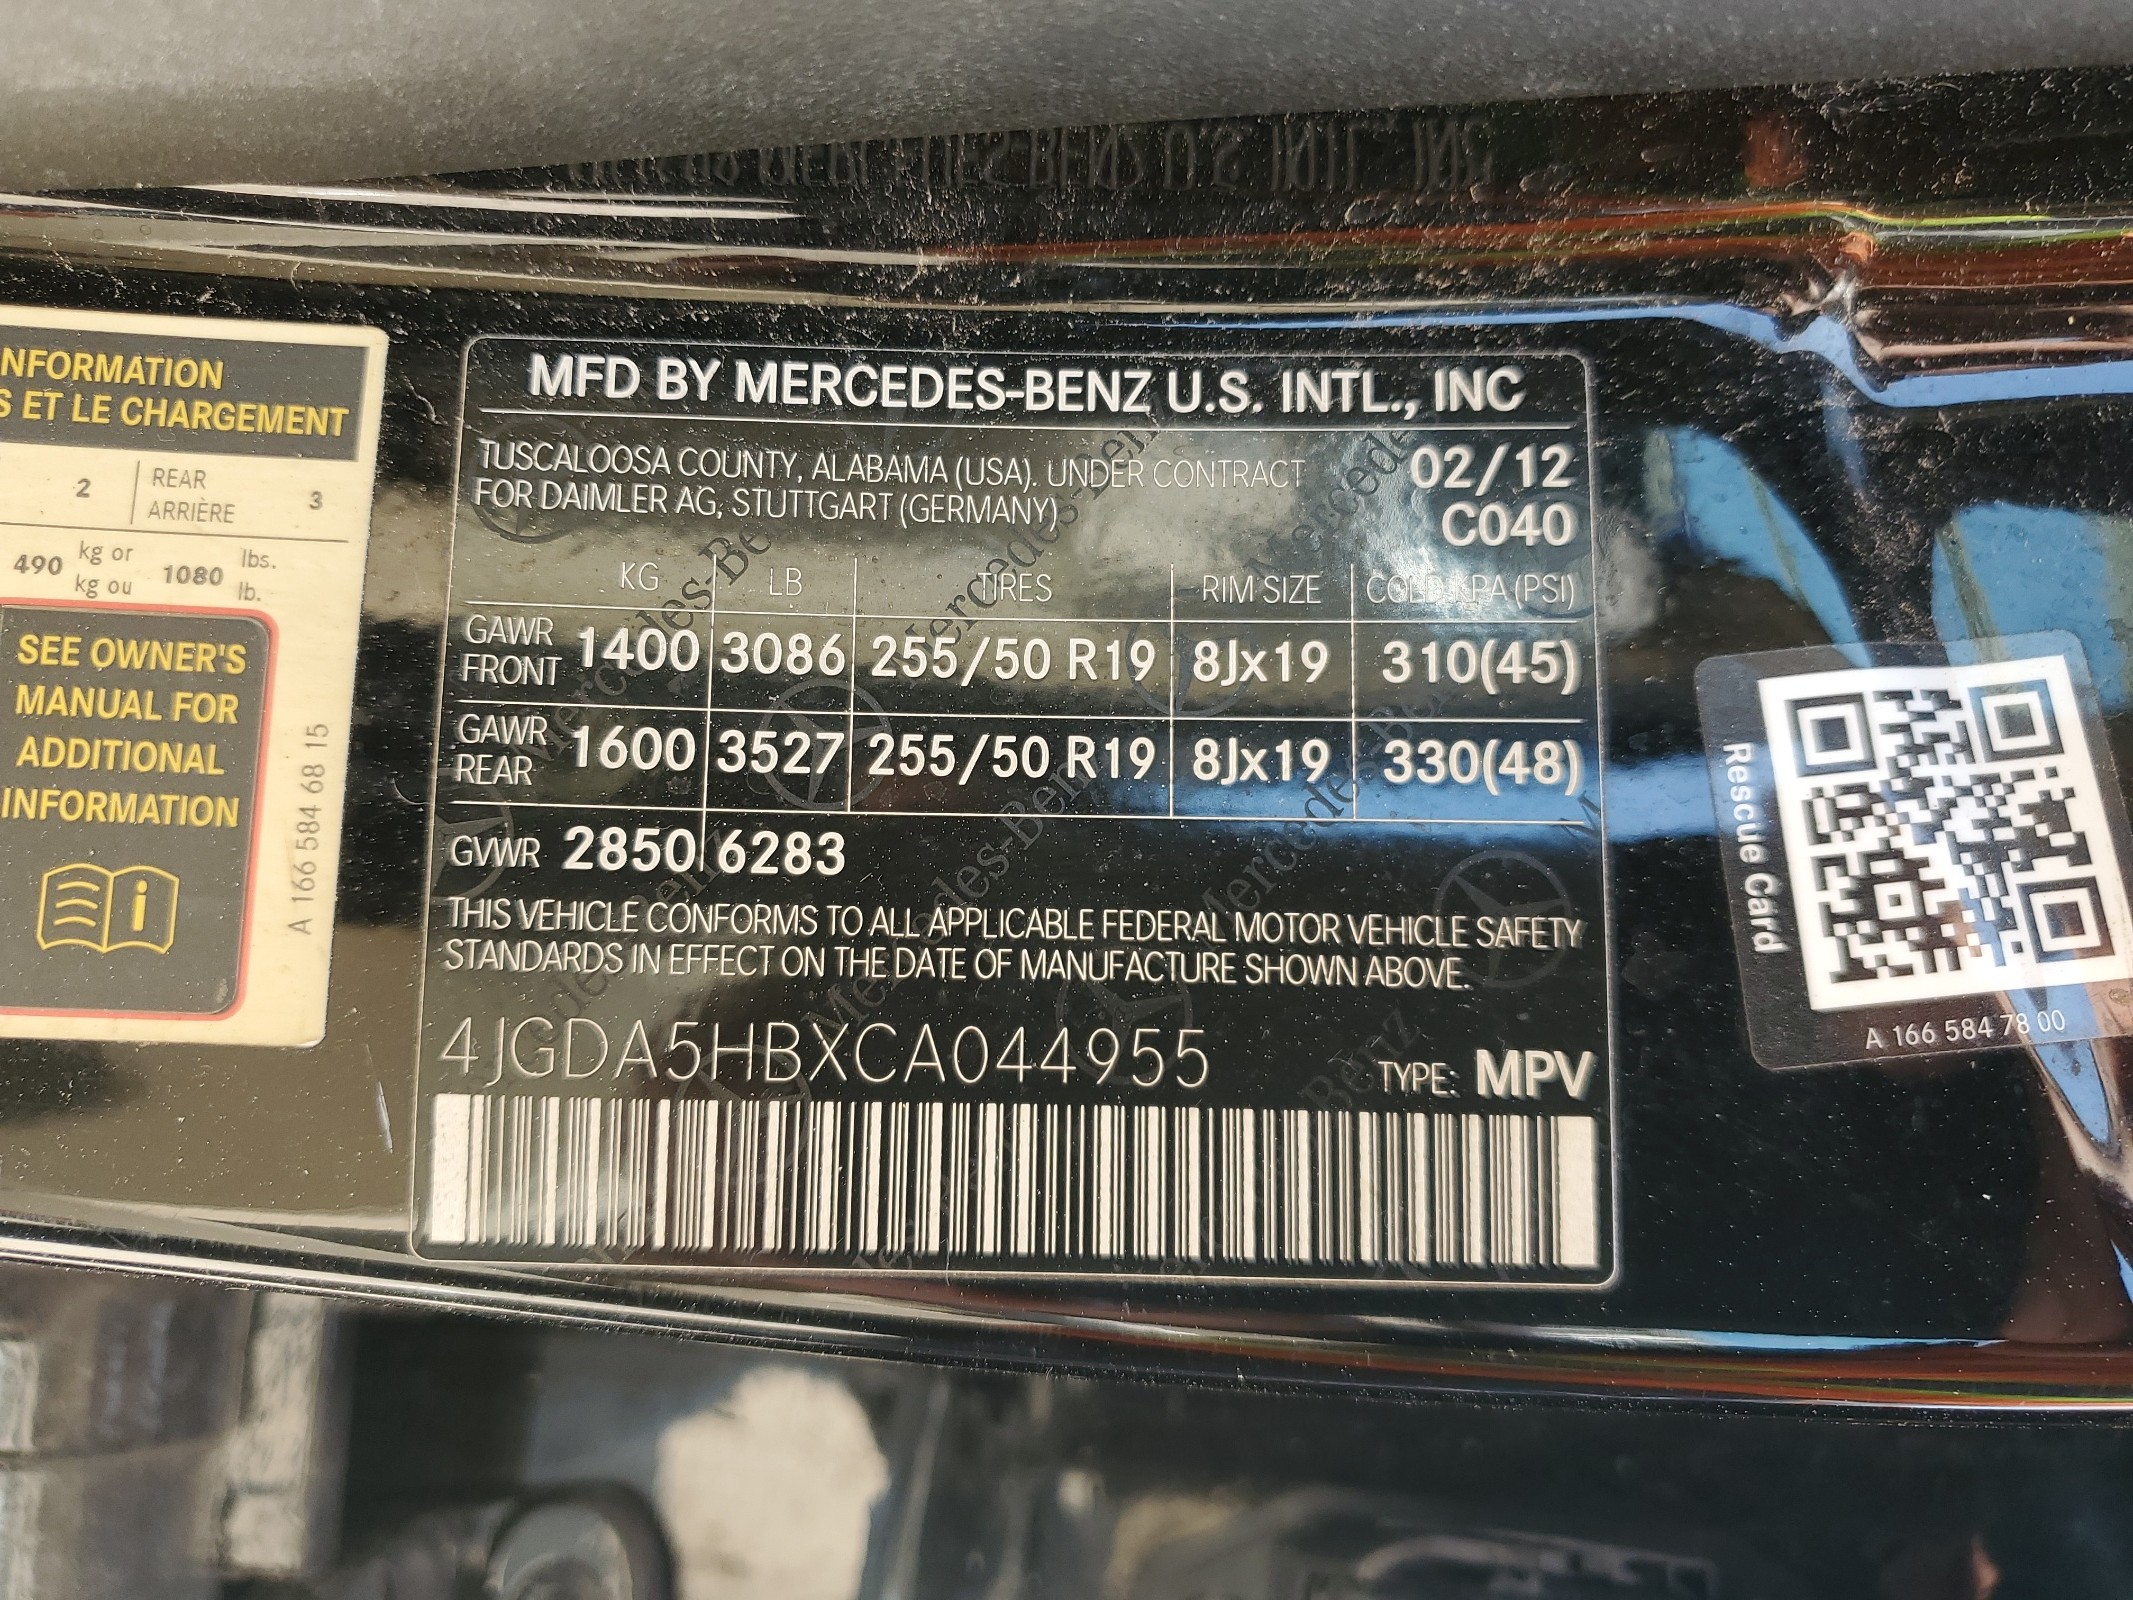 NFORMATION
S ET LE CHARGEMENT
2 REAR ARRIÈRE 3
490 kg or kg ou 1080 lbs. lb.
SEE OWNER'S
MANUAL FOR
ADDITIONAL
INFORMATION
i
A 166 584 68 15
MFD BY MERCEDES-BENZ U.S. INTL., INC
TUSCALOOSA COUNTY, ALABAMA (USA). UNDER CONTRACT 02/12
FOR DAIMLER AG, STUTTGART (GERMANY) C040
KG LB TIRES RIM SIZE COLD KPA (PSI)
GAWR FRONT 1400 3086 255/50 R19 8Jx19 310(45)
GAWR REAR 1600 3527 255/50 R19 8Jx19 330(48)
GVWR 2850 6283
THIS VEHICLE CONFORMS TO ALL APPLICABLE FEDERAL MOTOR VEHICLE SAFETY
STANDARDS IN EFFECT ON THE DATE OF MANUFACTURE SHOWN ABOVE.
4JGDA5HBXCA044955 TYPE: MPV
Rescue Card
A 166 584 78 00